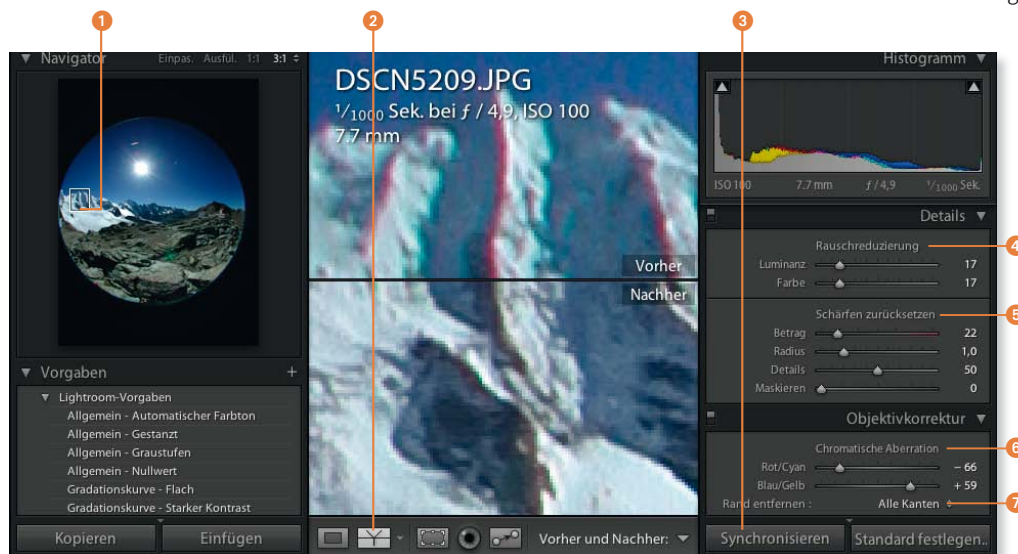 g
1
2
3
Navigator Einpas. Ausfül. 1:1 3:1
DSCN5209.JPG
1/1000 Sek. bei ƒ / 4,9, ISO 100
7.7 mm
Vorher
Nachher
Vorgaben +
Lightroom-Vorgaben
Allgemein - Automatischer Farbton
Allgemein - Gestanzt
Allgemein - Graustufen
Allgemein - Nullwert
Gradationskurve - Flach
Gradationskurve - Starker Kontrast
Kopieren Einfügen
Vorher und Nachher:
Histogramm
ISO 100 7.7 mm ƒ / 4,9 1/1000 Sek.
Details
Rauschreduzierung 4
Luminanz 17
Farbe 17
Schärfen zurücksetzen 5
Betrag 22
Radius 1,0
Details 50
Maskieren 0
Objektivkorrektur
Chromatische Aberration 6
Rot/Cyan – 66
Blau/Gelb + 59
Rand entfernen : Alle Kanten 7
Synchronisieren Standard festlegen..